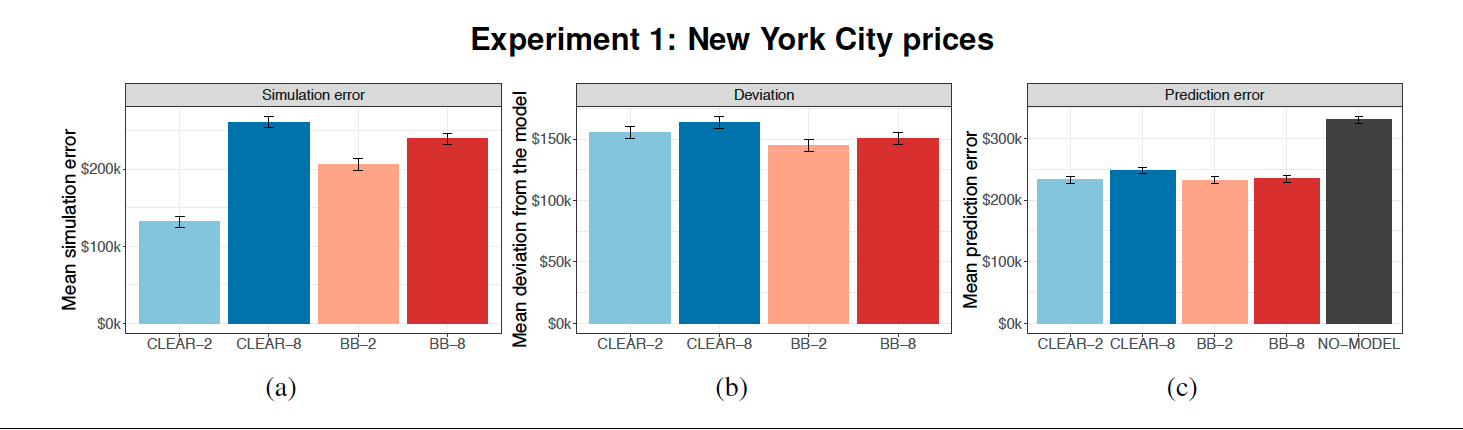 Experiment 1: New York City prices
Simulation error
Mean simulation error
$200k
$100k
$0k
CLEAR–2 CLEAR–8 BB–2 BB–8
(a)
Deviation
Mean deviation from the model
$150k
$100k
$50k
$0k
CLEAR–2 CLEAR–8 BB–2 BB–8
(b)
Prediction error
Mean prediction error
$300k
$200k
$100k
$0k
CLEAR–2 CLEAR–8 BB–2 BB–8 NO–MODEL
(c)